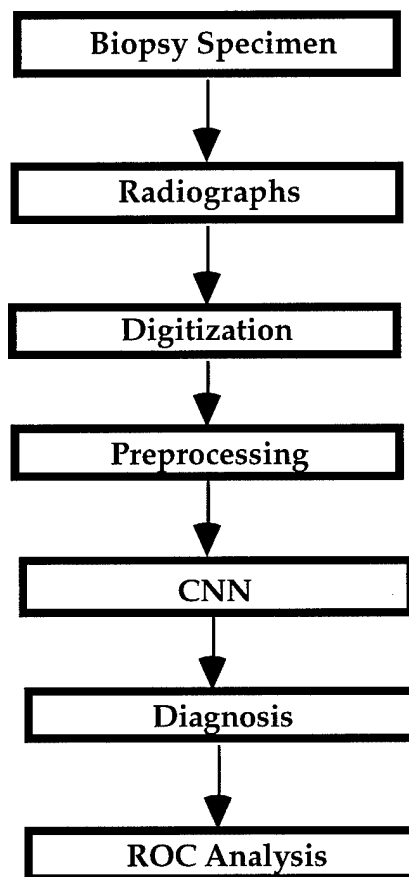 Biopsy Specimen
Radiographs
Digitization
Preprocessing
CNN
Diagnosis
ROC Analysis